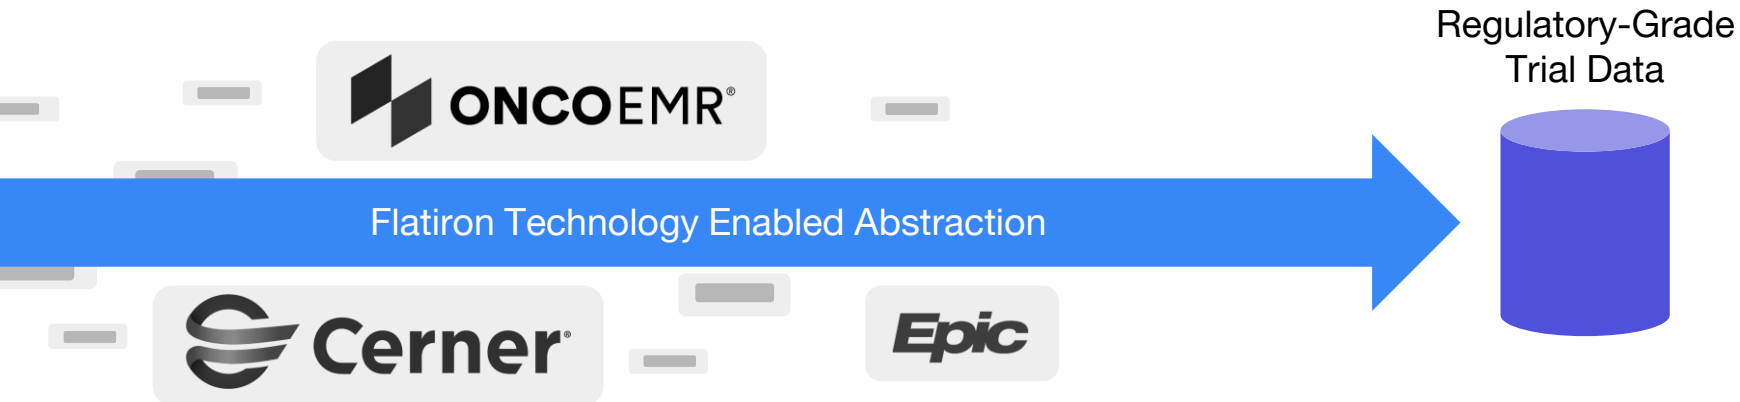 Regulatory-Grade
Trial Data
ONCOEMR®
Flatiron Technology Enabled Abstraction
Cerner®
Epic